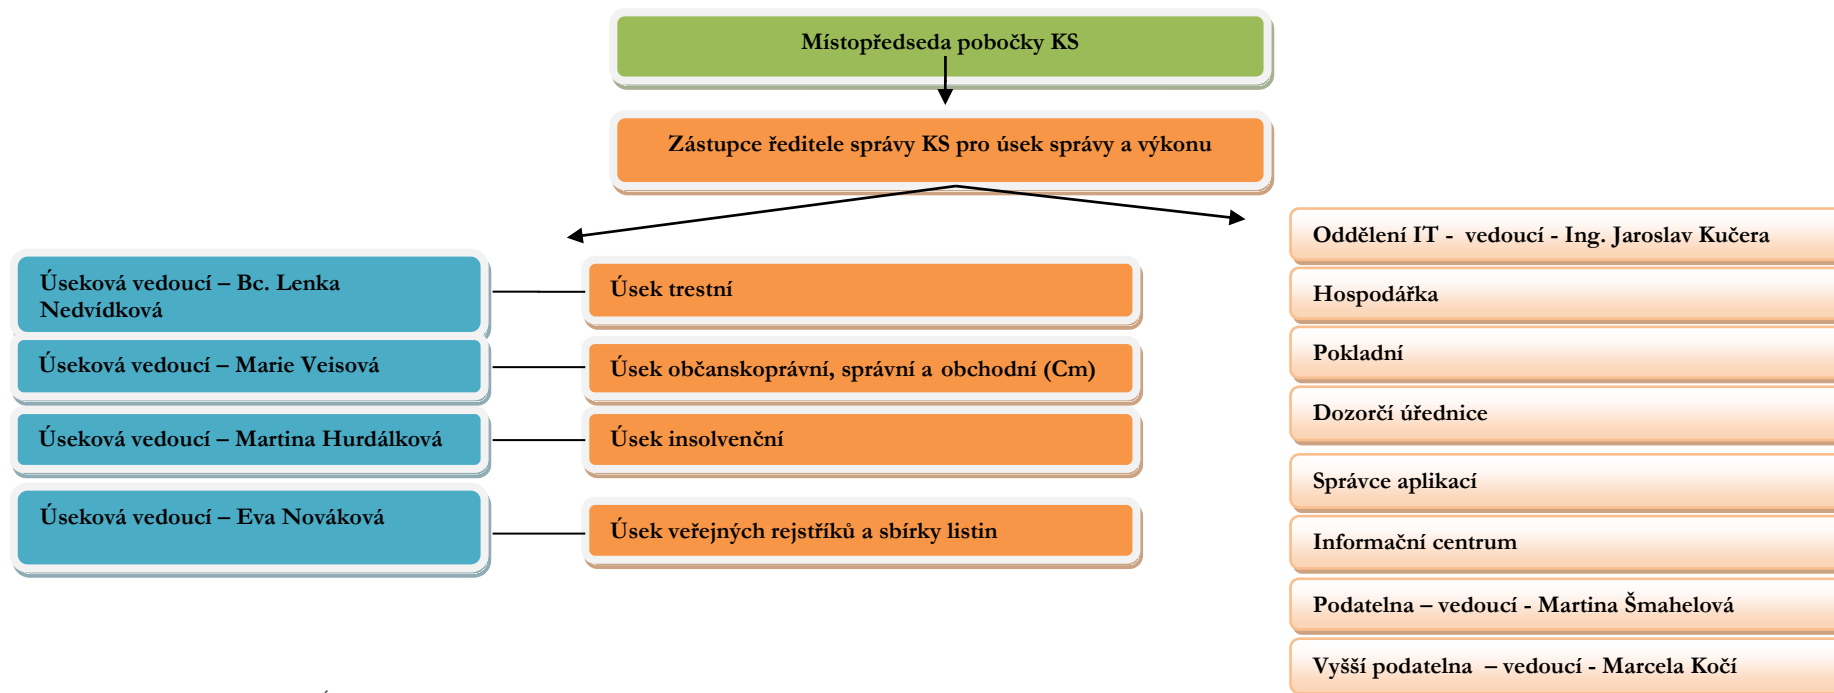 Místopředseda pobočky KS
Zástupce ředitele správy KS pro úsek správy a výkonu
Úseková vedoucí – Bc. Lenka
Nedvídková
Úsek trestní
Úseková vedoucí – Marie Veisová
Úsek občanskoprávní, správní a obchodní (Cm)
Úseková vedoucí – Martina Hurdálková
Úsek insolvenční
Úseková vedoucí – Eva Nováková
Úsek veřejných rejstříků a sbírky listin
Oddělení IT - vedoucí - Ing. Jaroslav Kučera
Hospodářka
Pokladní
Dozorčí úřednice
Správce aplikací
Informační centrum
Podatelna – vedoucí - Martina Šmahelová
Vyšší podatelna – vedoucí - Marcela Kočí